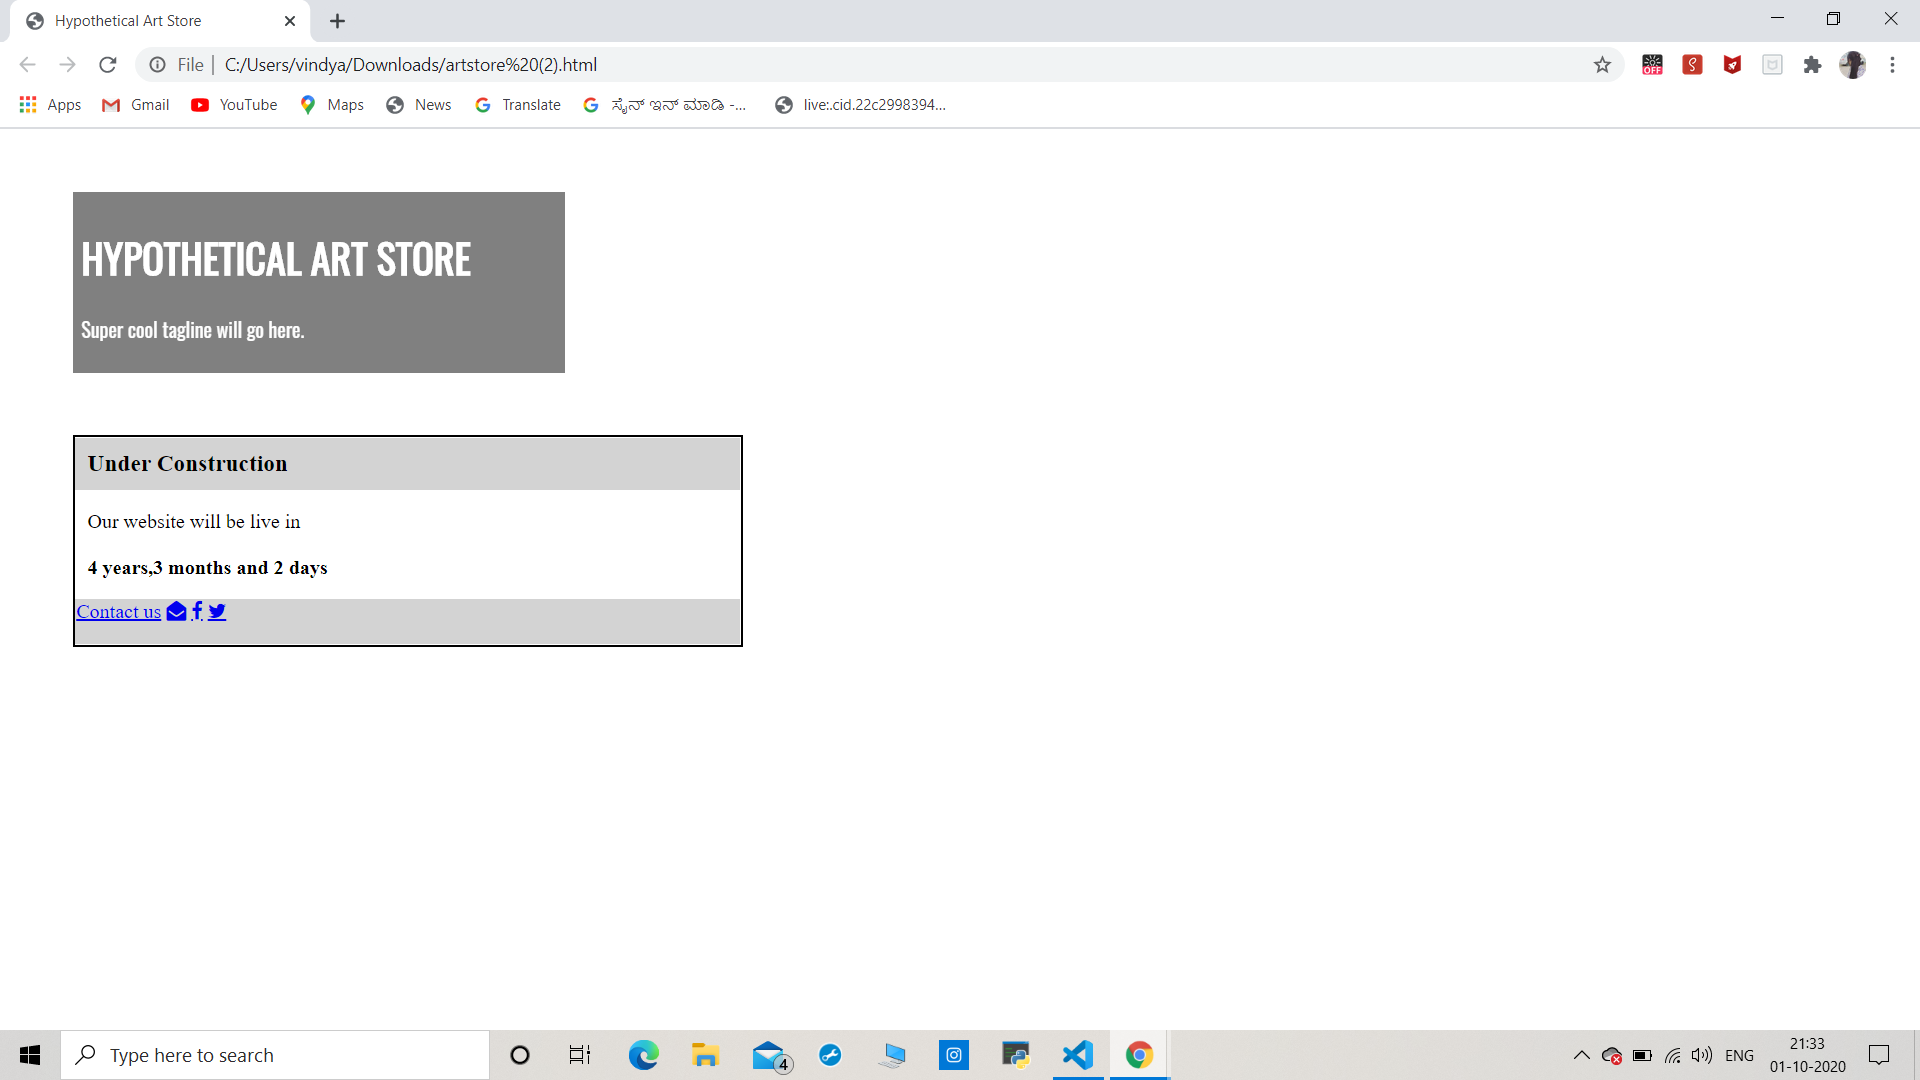 Hypothetical Art Store
File | C:/Users/vindya/Downloads/artstore%20(2).html
OFF
Apps Gmail YouTube Maps News Translate ಸೈನ್ ಇನ್ ಮಾಡಿ -... live:.cid.22c2998394...
HYPOTHETICAL ART STORE
Super cool tagline will go here.
Under Construction
Our website will be live in
4 years,3 months and 2 days
Contact us
Type here to search
4
ENG
21:33
01-10-2020